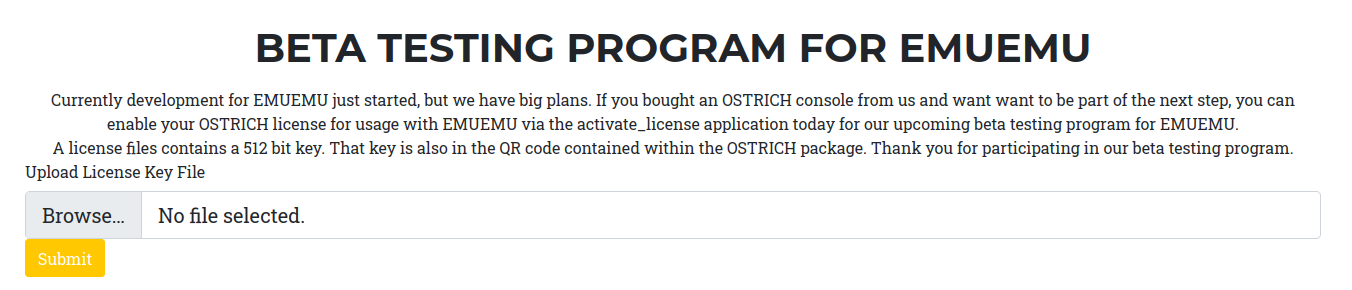 BETA TESTING PROGRAM FOR EMUEMU
Currently development for EMUEMU just started, but we have big plans. If you bought an OSTRICH console from us and want want to be part of the next step, you can
enable your OSTRICH license for usage with EMUEMU via the activate_license application today for our upcoming beta testing program for EMUEMU.
A license files contains a 512 bit key. That key is also in the QR code contained within the OSTRICH package. Thank you for participating in our beta testing program.
Upload License Key File
Browse... No file selected.
Submit